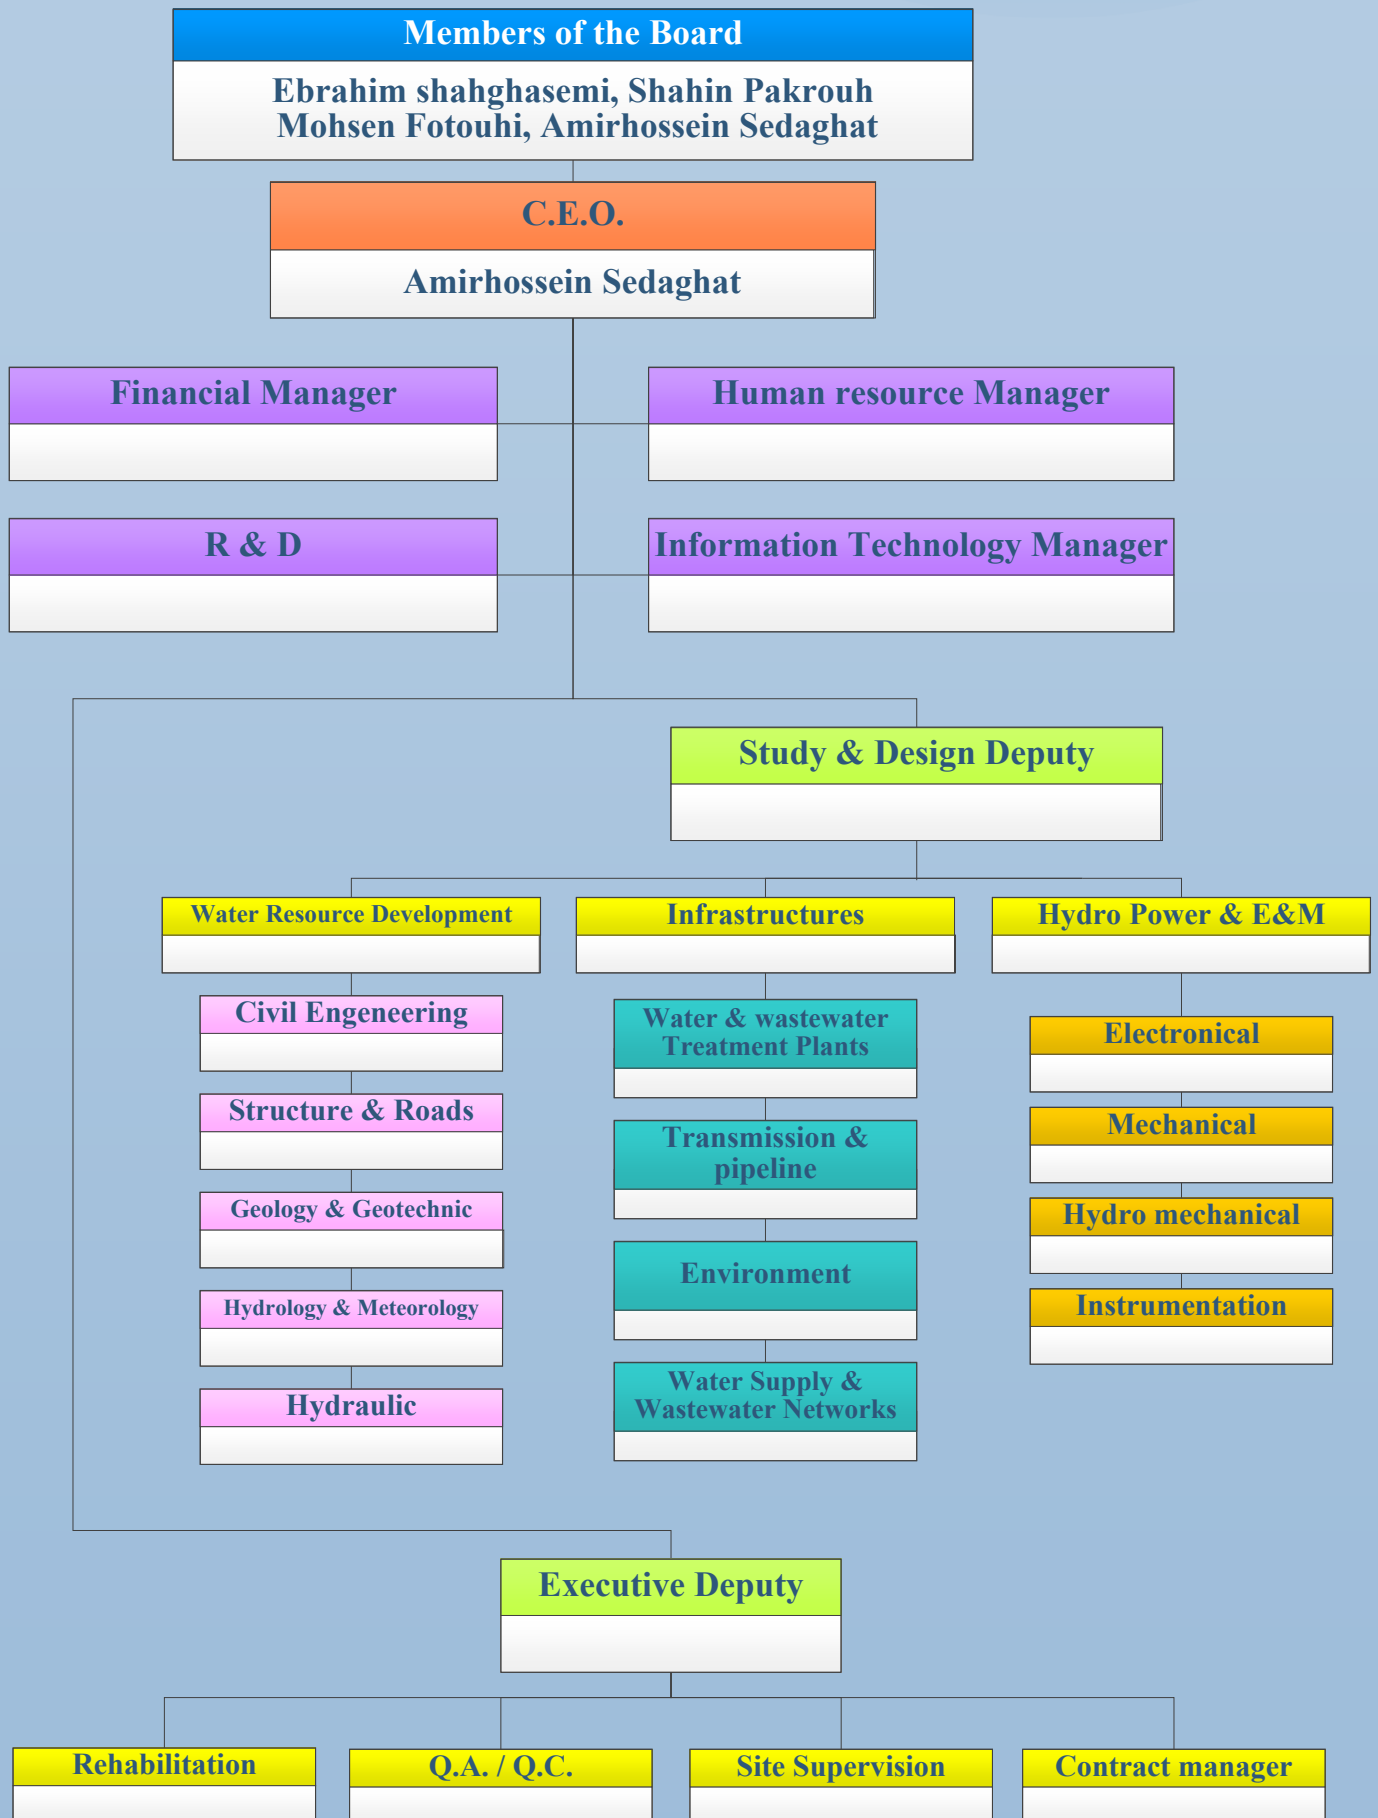 Members of the Board
Ebrahim shahghasemi, Shahin Pakrouh
Mohsen Fotouhi, Amirhossein Sedaghat
C.E.O.
Amirhossein Sedaghat
Financial Manager
Human resource Manager
R & D
Information Technology Manager
Study & Design Deputy
Water Resource Development
Infrastructures
Hydro Power & E&M
Civil Engeneering
Structure & Roads
Geology & Geotechnic
Hydrology & Meteorology
Hydraulic
Water & wastewater
Treatment Plants
Transmission &
pipeline
Environment
Water Supply &
Wastewater Networks
Electronical
Mechanical
Hydro mechanical
Instrumentation
Executive Deputy
Rehabilitation
Q.A. / Q.C.
Site Supervision
Contract manager